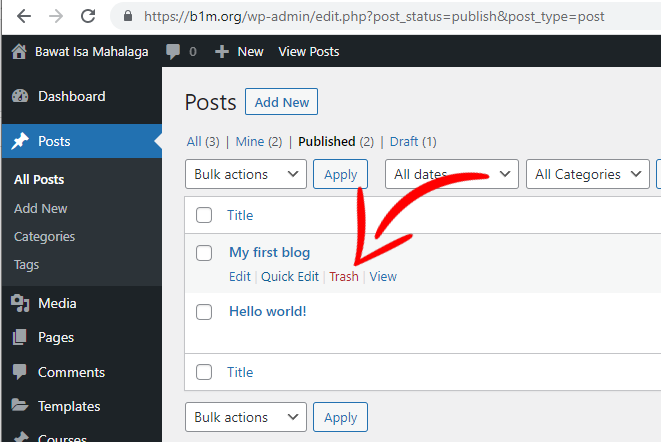 https://b1m.org/wp-admin/edit.php?post_status=publish&post_type=post
Bawat Isa Mahalaga 0 New View Posts
Dashboard
Posts
All Posts
Add New
Categories
Tags
Media
Pages
Comments
Templates
Courses
Posts Add New
All (3) | Mine (2) | Published (2) | Draft (1)
Bulk actions Apply All dates All Categories
Title
My first blog
Edit | Quick Edit | Trash | View
Hello world!
Title
Bulk actions Apply